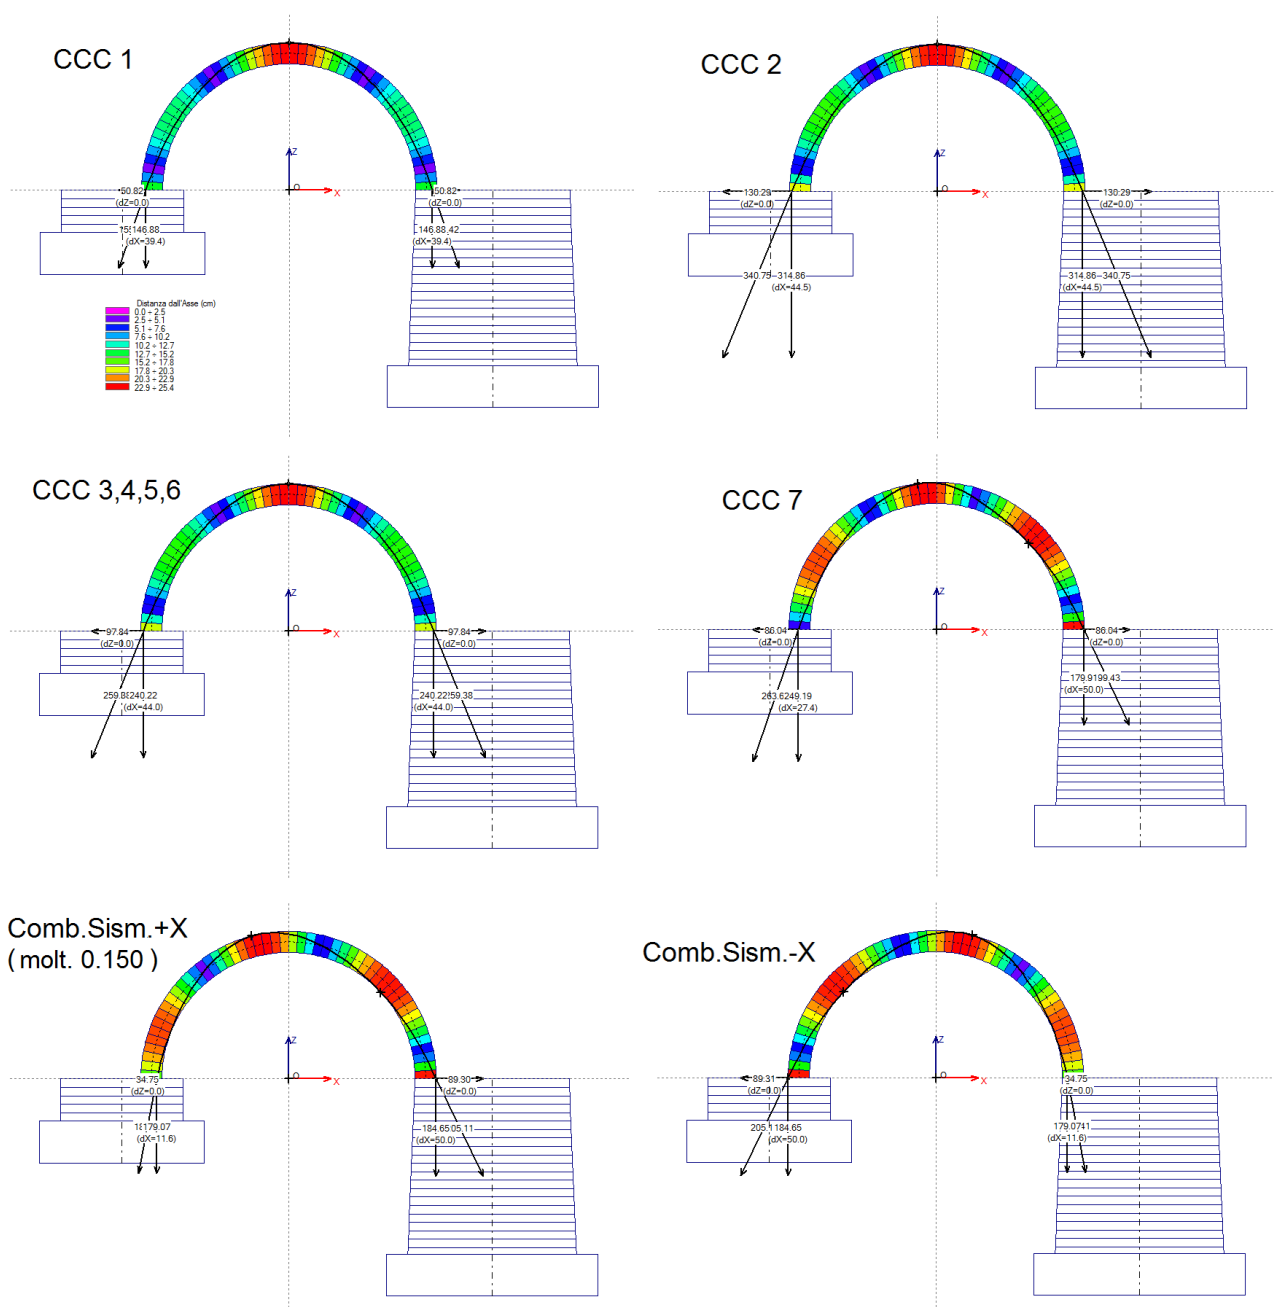 CCC 1
Z
O
X
50.82
(dZ=0.0)
146.88
(dX=39.4)
50.82
(dZ=0.0)
146.88
(dX=39.4)
Distanza dall'Asse (cm)
0.0 ÷ 2.5
2.5 ÷ 5.1
5.1 ÷ 7.6
7.6 ÷ 10.2
10.2 ÷ 12.7
12.7 ÷ 15.2
15.2 ÷ 17.8
17.8 ÷ 20.3
20.3 ÷ 22.9
22.9 ÷ 25.4
CCC 2
Z
O
X
130.29
(dZ=0.0)
340.75 314.86
(dX=44.5)
130.29
(dZ=0.0)
314.86 340.75
(dX=44.5)
CCC 3,4,5,6
Z
O
X
97.84
(dZ=0.0)
240.22
(dX=44.0)
97.84
(dZ=0.0)
240.22
(dX=44.0)
CCC 7
Z
O
X
86.04
(dZ=0.0)
249.19
(dX=27.4)
86.04
(dZ=0.0)
199.43
(dX=50.0)
Comb.Sism.+X
( molt. 0.150 )
Z
O
X
34.75
(dZ=0.0)
179.07
(dX=11.6)
89.30
(dZ=0.0)
184.65
(dX=50.0)
Comb.Sism.-X
Z
O
X
89.31
(dZ=0.0)
184.65
(dX=50.0)
34.75
(dZ=0.0)
179.07
(dX=11.6)